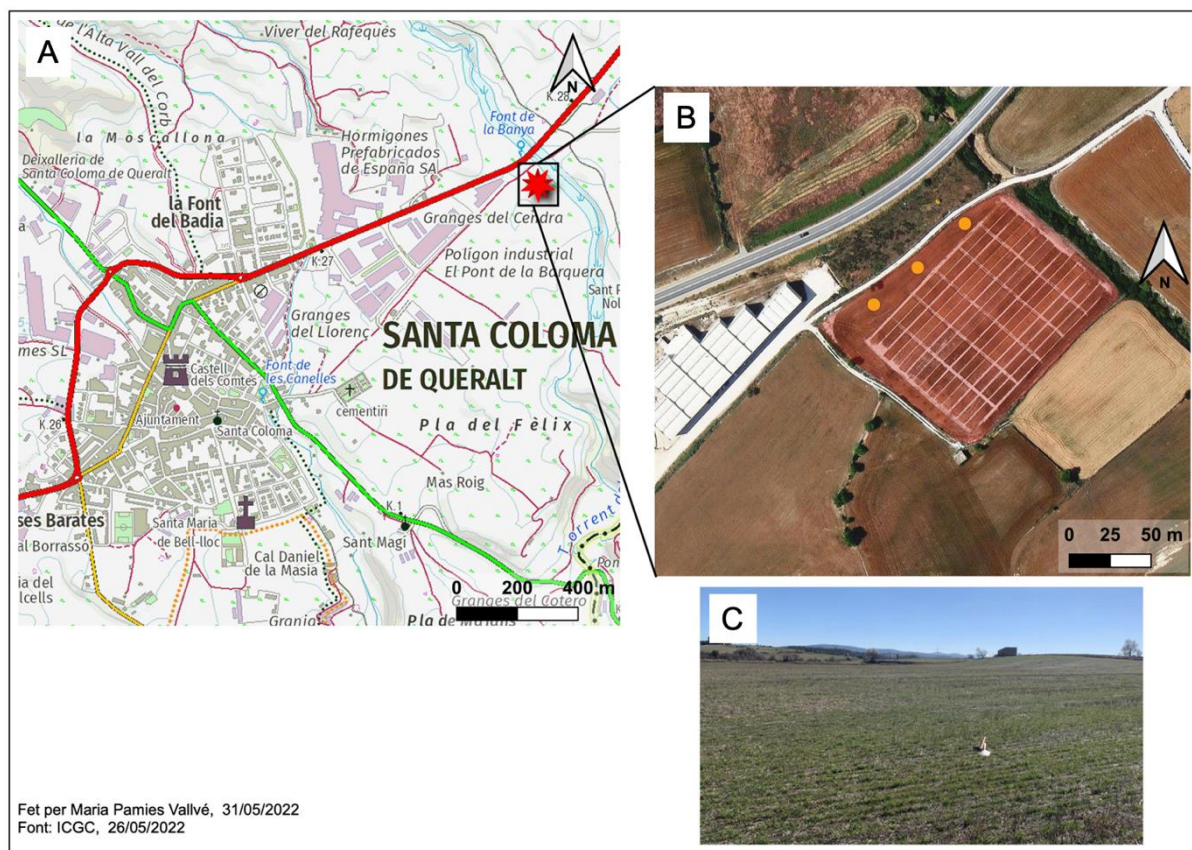 A
de l'Alta Vall del Corb
Viver del Rafequès
N
K.28
Font de
la Banya
la Moscallona
Hormigones
Prefabricados
de España SA
Deixalleria de
Santa Coloma de Queralt
la Font
del Badia
Granges del Cendra
K.27
Polígon industrial
El Pont de la Barquera
Granges
del Llorenç
SANTA COLOMA
DE QUERALT
Castell
dels Comtes
Font de
les Canelles
cementiri
Ajuntament
Santa Coloma
K.26
Pla del Fèlix
Mas Roig
Santa Maria
de Bell-lloc
K.1
Sant Magí
Cal Daniel
de la Masia
0 200 400 m
Granges del Cotero
B
N
0 25 50 m
C
Fet per Maria Pamies Vallvé, 31/05/2022
Font: ICGC, 26/05/2022